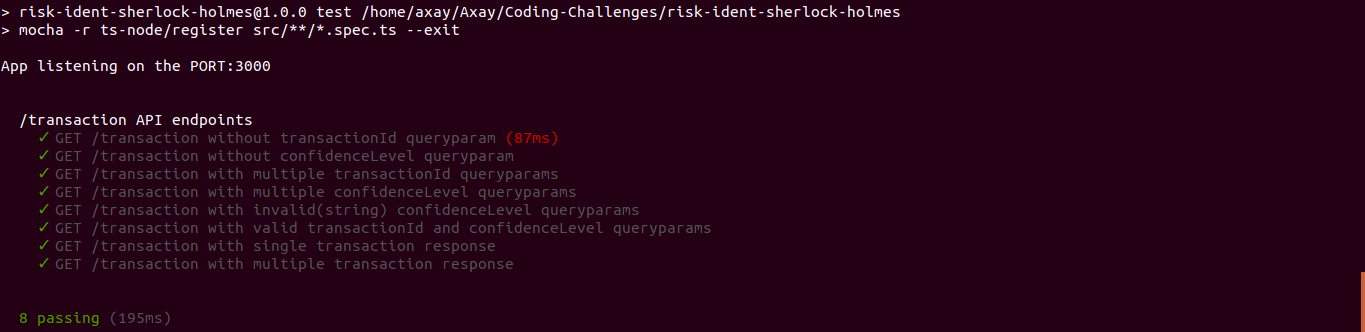 > risk-ident-sherlock-holmes@1.0.0 test /home/axay/Axay/Coding-Challenges/risk-ident-sherlock-holmes
> mocha -r ts-node/register src/**/*.spec.ts --exit
App listening on the PORT:3000
/transaction API endpoints
✓ GET /transaction without transactionId queryparam (87ms)
✓ GET /transaction without confidenceLevel queryparam
✓ GET /transaction with multiple transactionId queryparams
✓ GET /transaction with multiple confidenceLevel queryparams
✓ GET /transaction with invalid(string) confidenceLevel queryparams
✓ GET /transaction with valid transactionId and confidenceLevel queryparams
✓ GET /transaction with single transaction response
✓ GET /transaction with multiple transaction response
8 passing (195ms)